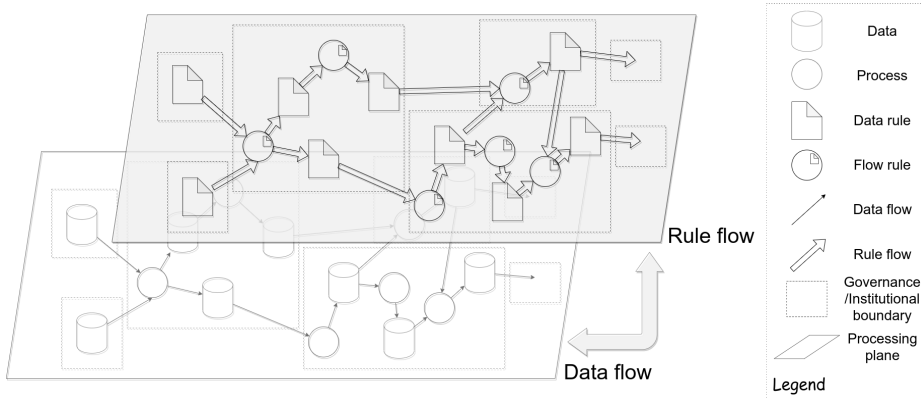 Rule flow
Data flow
Data
Process
Data rule
Flow rule
Data flow
Rule flow
Governance
/Institutional
boundary
Processing
plane
Legend